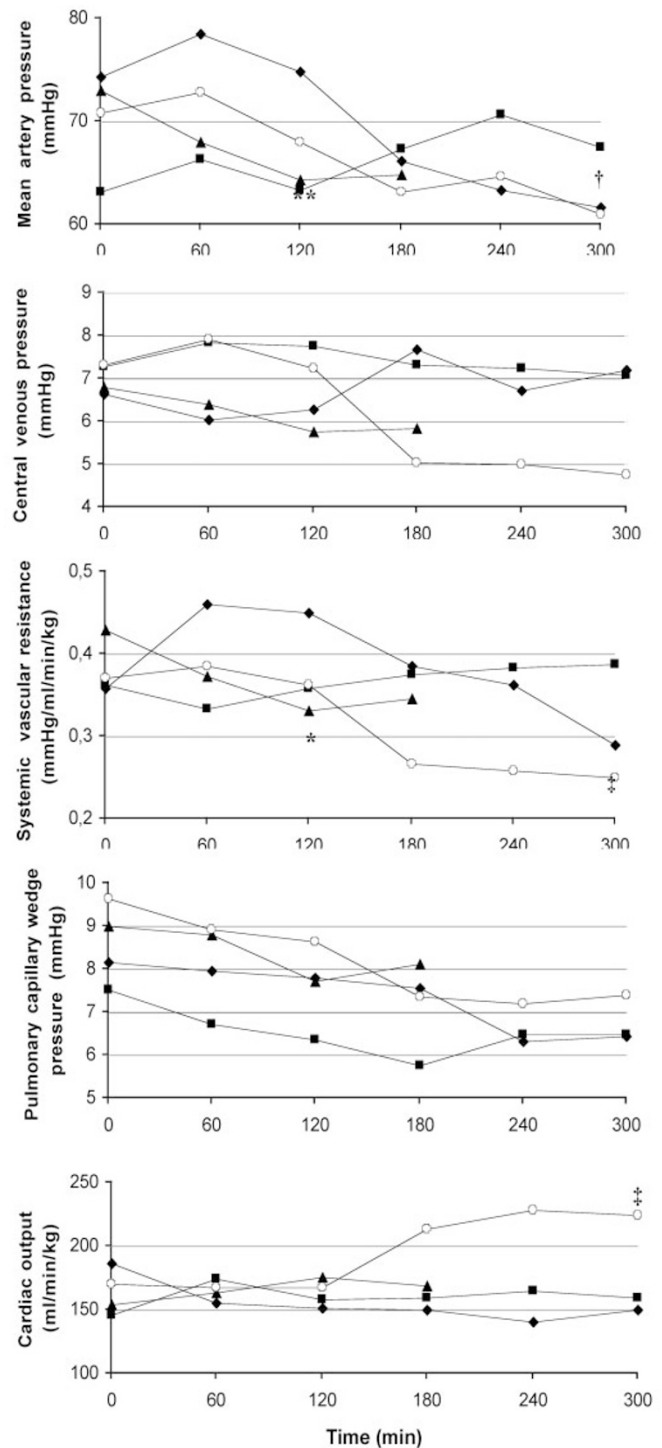 Mean artery pressure
(mmHg)
80
70
60
**
†
0 60 120 180 240 300
Central venous pressure
(mmHg)
9
8
7
6
5
4
0 60 120 180 240 300
Systemic vascular resistance
(mmHg/ml/min/kg)
0,5
0,4
0,3
0,2
*
‡
0 60 120 180 240 300
Pulmonary capillary wedge
pressure (mmHg)
10
9
8
7
6
5
0 60 120 180 240 300
Cardiac output
(ml/min/kg)
250
200
150
100
‡
0 60 120 180 240 300
Time (min)